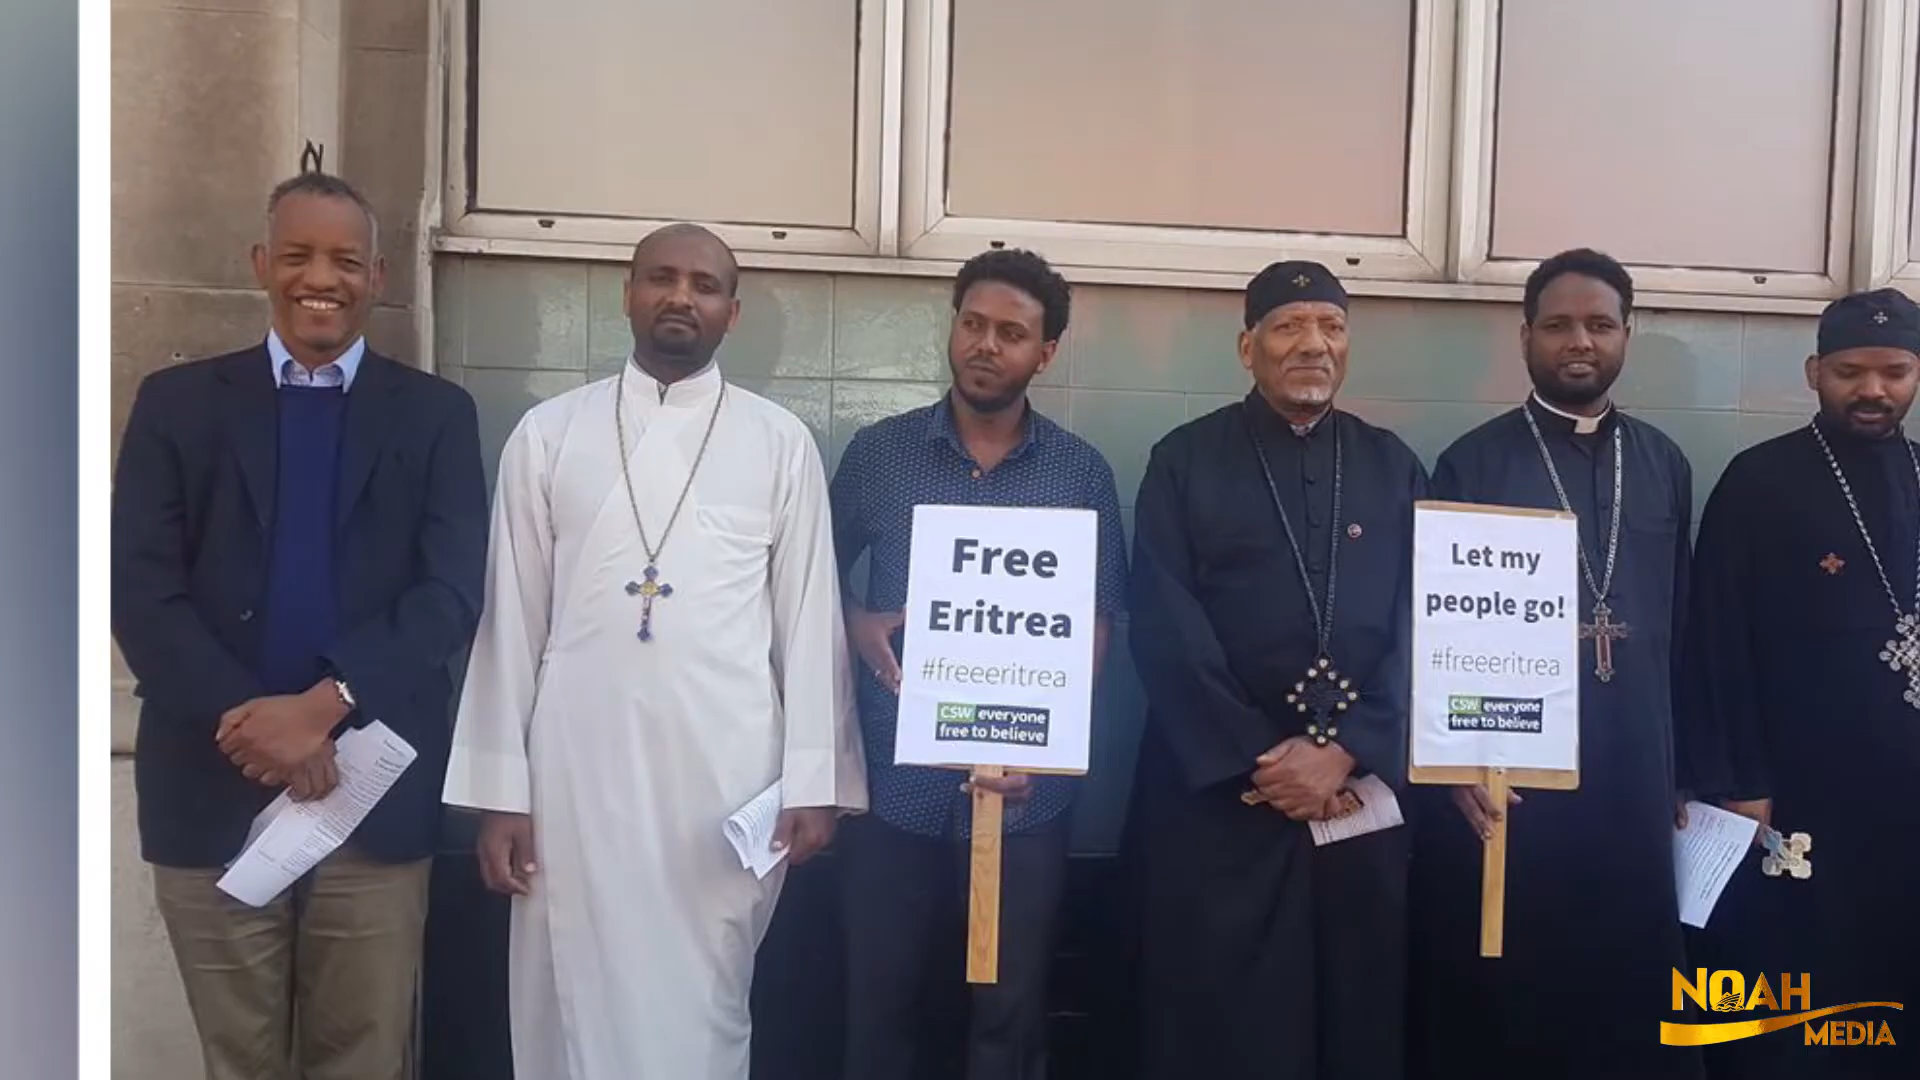 Free
Eritrea
#freeeritrea
CSW everyone
free to believe
Let my
people go!
#freeeritrea
CSW everyone
free to believe
NOAH
MEDIA